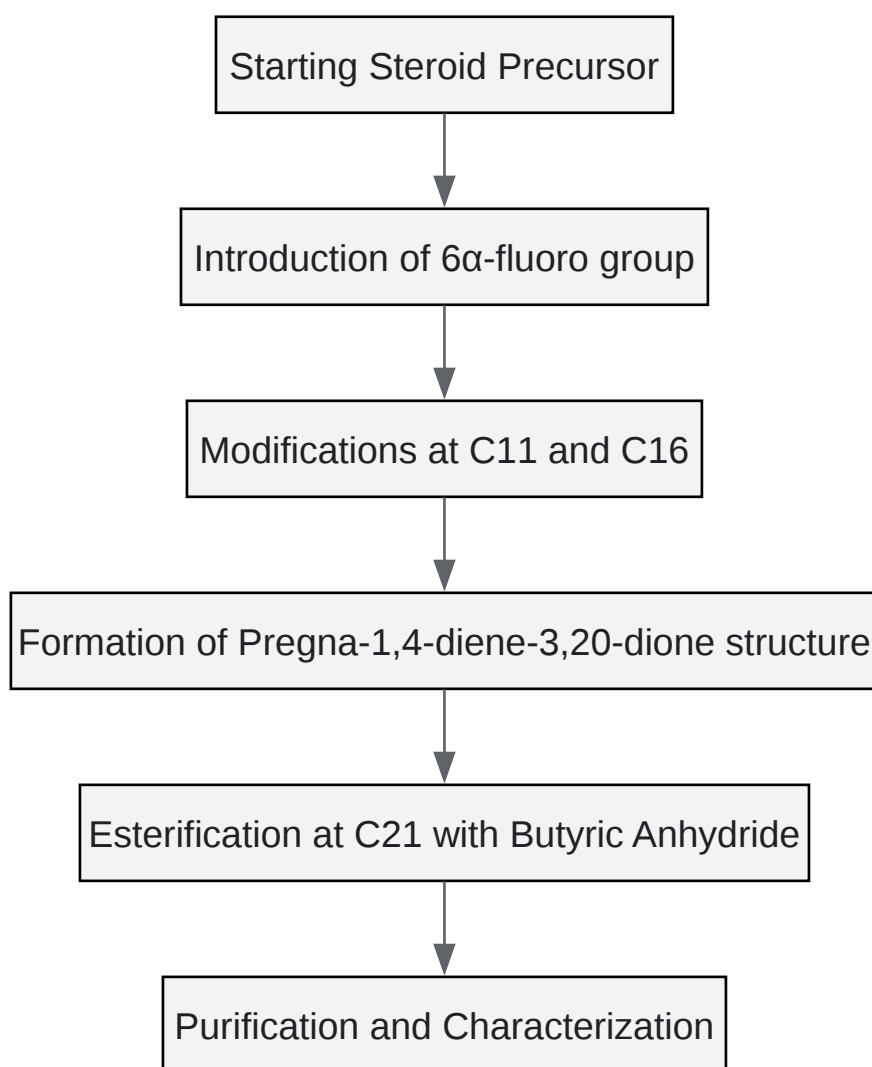 Starting Steroid Precursor
Introduction of 6α-fluoro group
Modifications at C11 and C16
Formation of Pregna-1,4-diene-3,20-dione structure
Esterification at C21 with Butyric Anhydride
Purification and Characterization